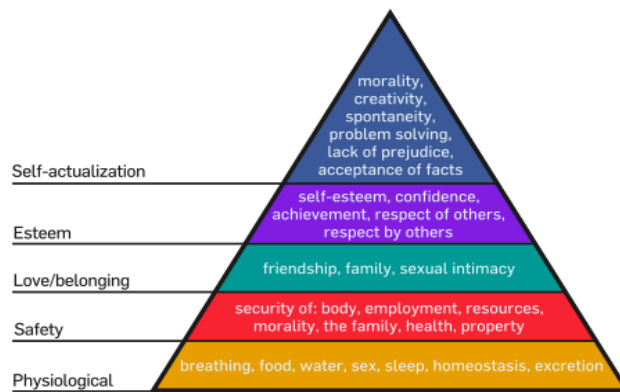 morality,
creativity,
spontaneity,
problem solving,
lack of prejudice,
acceptance of facts
Self-actualization
self-esteem, confidence,
achievement, respect of others,
respect by others
Esteem
friendship, family, sexual intimacy
Love/belonging
security of: body, employment, resources,
morality, the family, health, property
Safety
breathing, food, water, sex, sleep, homeostasis, excretion
Physiological